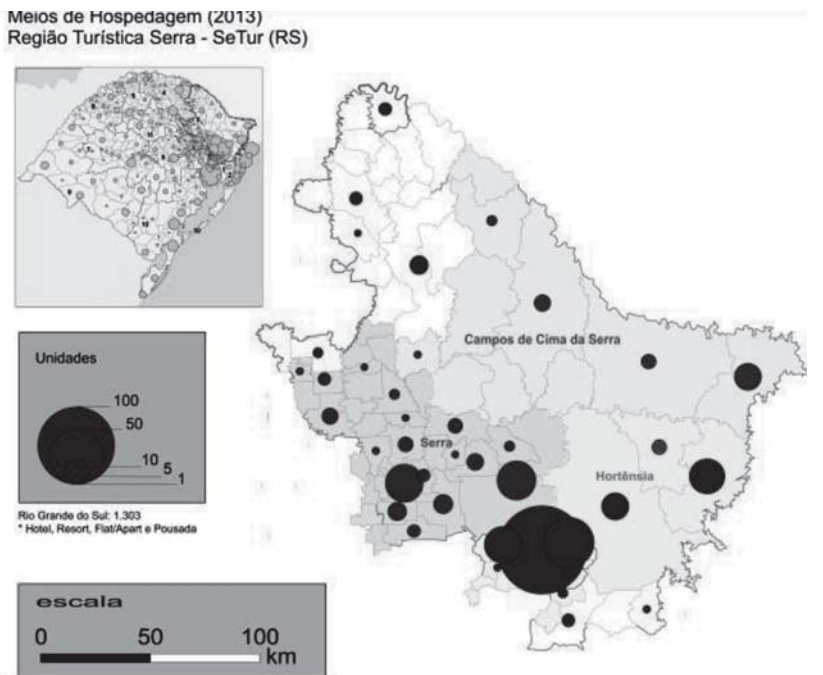 Meios de Hospedagem (2013)
Região Turística Serra - SeTur (RS)
Campos de Cima da Serra
Serra
Hortênsia
Unidades
100
50
10
5
1
Rio Grande do Sul: 1.303
* Hotel, Resort, Flat/Apart e Pousada
escala
0 50 100
km